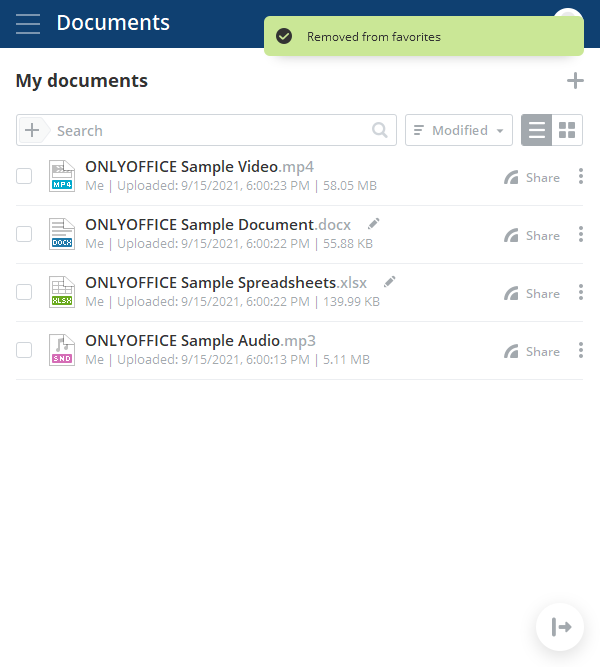 Documents
Removed from favorites
My documents
Search
Modified
ONLYOFFICE Sample Video.mp4
Me | Uploaded: 9/15/2021, 6:00:23 PM | 58.05 MB
Share
MP4
ONLYOFFICE Sample Document.docx
Me | Uploaded: 9/15/2021, 6:00:22 PM | 55.88 KB
Share
DOCX
ONLYOFFICE Sample Spreadsheets.xlsx
Me | Uploaded: 9/15/2021, 6:00:22 PM | 139.99 KB
Share
XLSX
ONLYOFFICE Sample Audio.mp3
Me | Uploaded: 9/15/2021, 6:00:13 PM | 5.11 MB
Share
SND